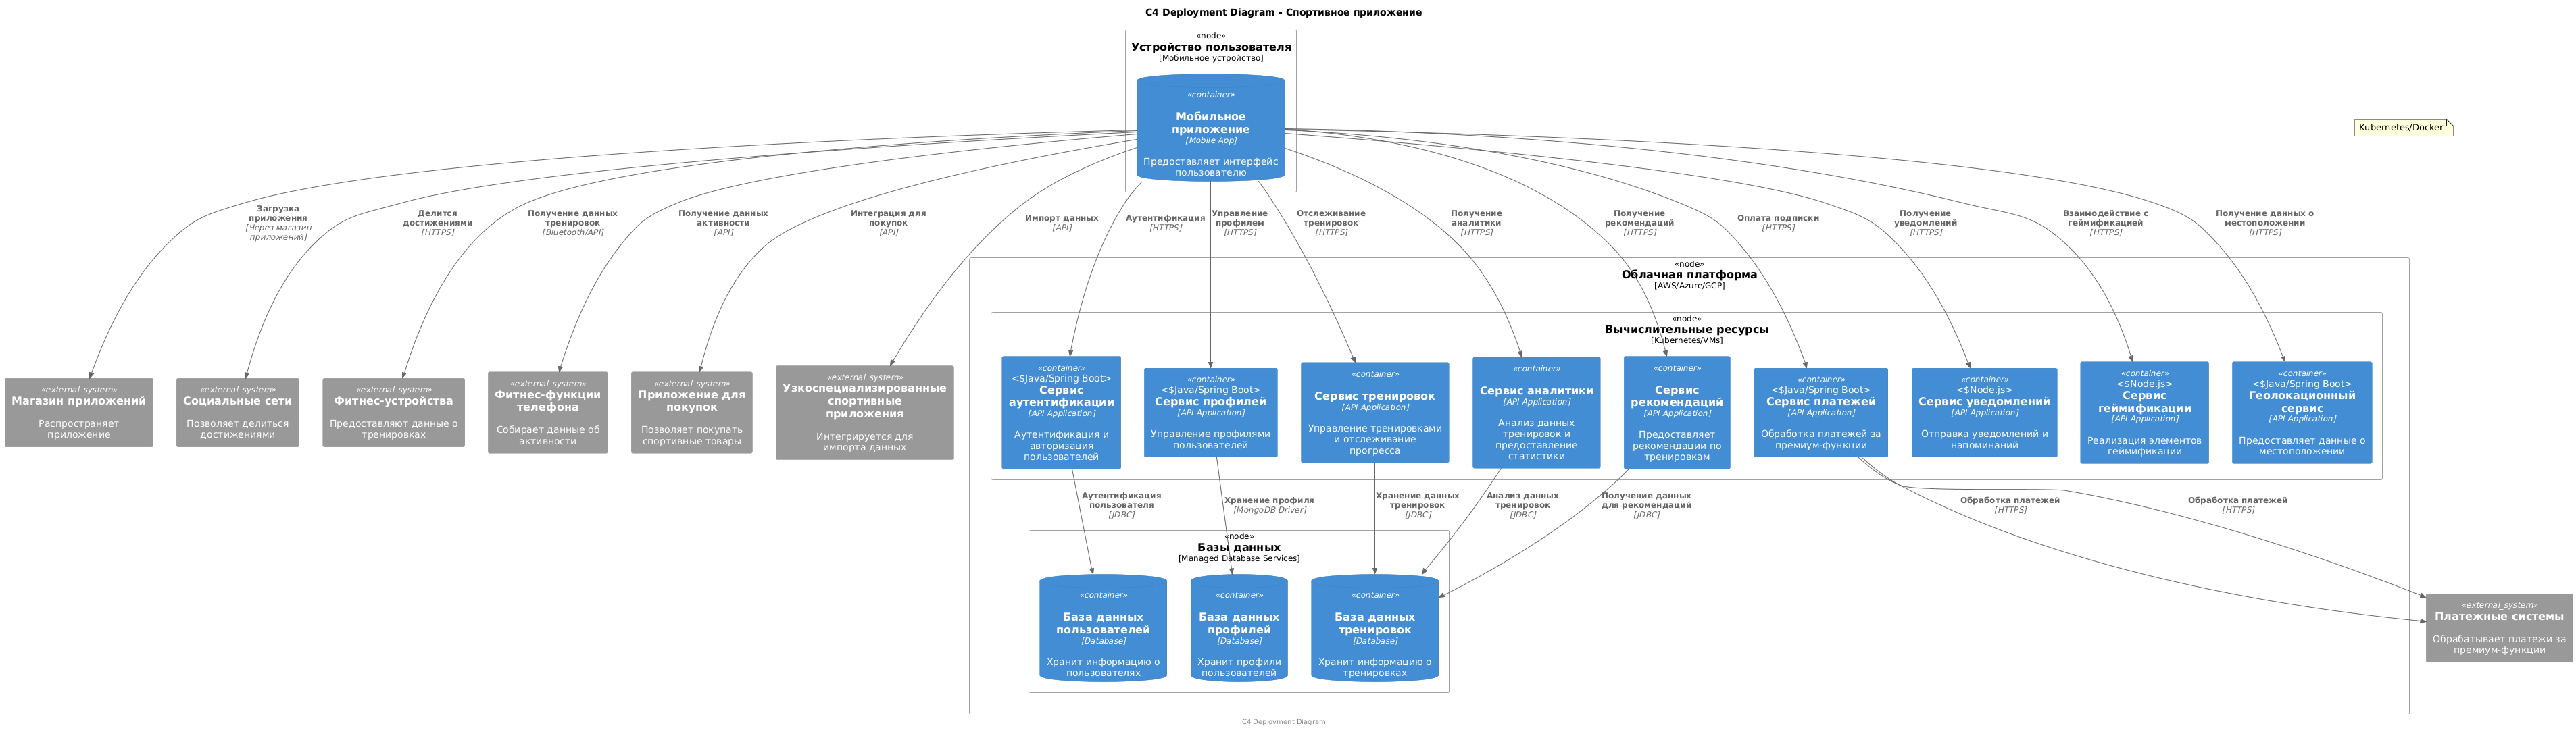 C4 Deployment Diagram - Спортивное приложение
«node»
Устройство пользователя
[Мобильное устройство]
«container»
Мобильное
приложение
[Mobile App]
Предоставляет интерфейс
пользователю
Kubernetes/Docker
Загрузка
приложения
[Через магазин
приложений]
Делится
достижениями
[HTTPS]
Получение данных
тренировок
[Bluetooth/API]
Получение данных
активности
[API]
Интеграция для
покупок
[API]
Импорт данных
[API]
Аутентификация
[HTTPS]
Управление
профилем
[HTTPS]
Отслеживание
тренировок
[HTTPS]
Получение
аналитики
[HTTPS]
Получение
рекомендаций
[HTTPS]
Оплата подписки
[HTTPS]
Получение
уведомлений
[HTTPS]
Взаимодействие с
геймификацией
[HTTPS]
Получение данных о
местоположении
[HTTPS]
«node»
Облачная платформа
[AWS/Azure/GCP]
«node»
Вычислительные ресурсы
[Kubernetes/VMs]
«external_system»
Магазин приложений
Распространяет
приложение
«external_system»
Социальные сети
Позволяет делиться
достижениями
«external_system»
Фитнес-устройства
Предоставляют данные о
тренировках
«external_system»
Фитнес-функции
телефона
Собирает данные об
активности
«external_system»
Приложение для
покупок
Позволяет покупать
спортивные товары
«external_system»
Узкоспециализированные
спортивные
приложения
Интегрируется для
импорта данных
«container»
<$Java/Spring Boot>
Сервис
аутентификации
[API Application]
Аутентификация и
авторизация
пользователей
«container»
<$Java/Spring Boot>
Сервис профилей
[API Application]
Управление профилями
пользователей
«container»
Сервис тренировок
[API Application]
Управление тренировками
и отслеживание
прогресса
«container»
Сервис аналитики
[API Application]
Анализ данных
тренировок и
предоставление
статистики
«container»
Сервис
рекомендаций
[API Application]
Предоставляет
рекомендации по
тренировкам
«container»
<$Java/Spring Boot>
Сервис платежей
[API Application]
Обработка платежей за
премиум-функции
«container»
<$Node.js>
Сервис уведомлений
[API Application]
Отправка уведомлений и
напоминаний
«container»
<$Node.js>
Сервис
геймификации
[API Application]
Реализация элементов
геймификации
«container»
<$Java/Spring Boot>
Геолокационный
сервис
[API Application]
Предоставляет данные о
местоположении
Аутентификация
пользователя
[JDBC]
Хранение профиля
[MongoDB Driver]
Хранение данных
тренировок
[JDBC]
Анализ данных
тренировок
[JDBC]
Получение данных
для рекомендаций
[JDBC]
Обработка платежей
[HTTPS]
Обработка платежей
[HTTPS]
«node»
Базы данных
[Managed Database Services]
«container»
База данных
пользователей
[Database]
Хранит информацию о
пользователях
«container»
База данных
профилей
[Database]
Хранит профили
пользователей
«container»
База данных
тренировок
[Database]
Хранит информацию о
тренировках
«external_system»
Платежные системы
Обрабатывает платежи за
премиум-функции
C4 Deployment Diagram